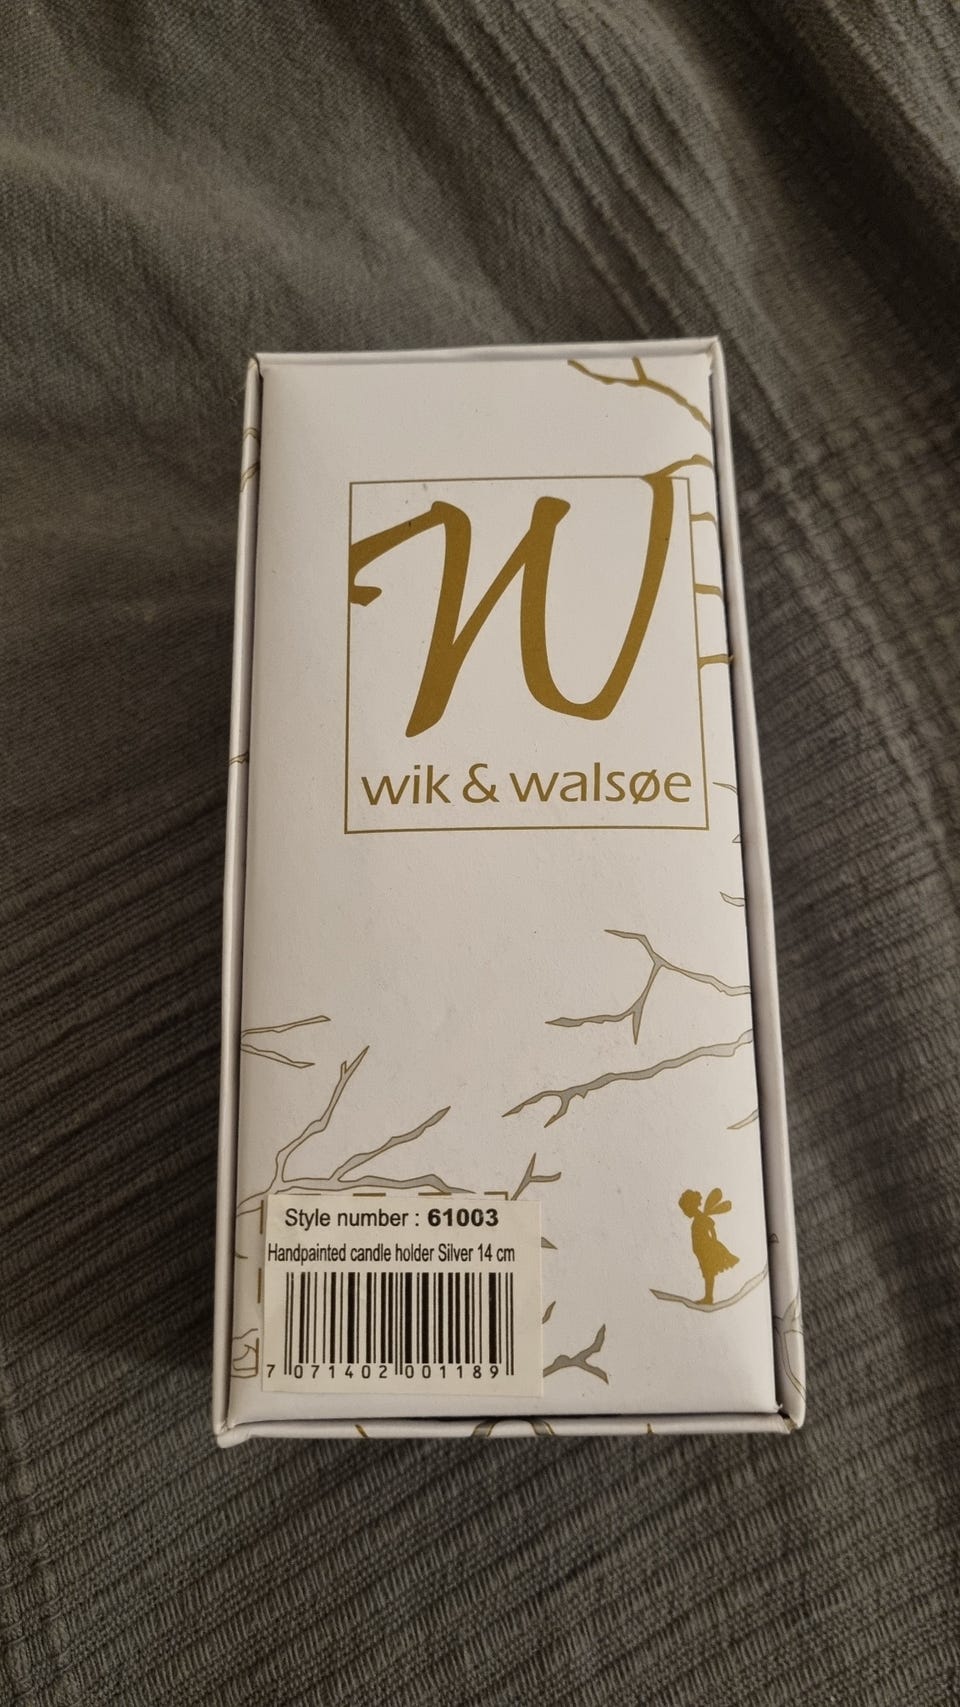 W
wik & walsøe
Style number : 61003
Handpainted candle holder Silver 14 cm
7 071402 001189